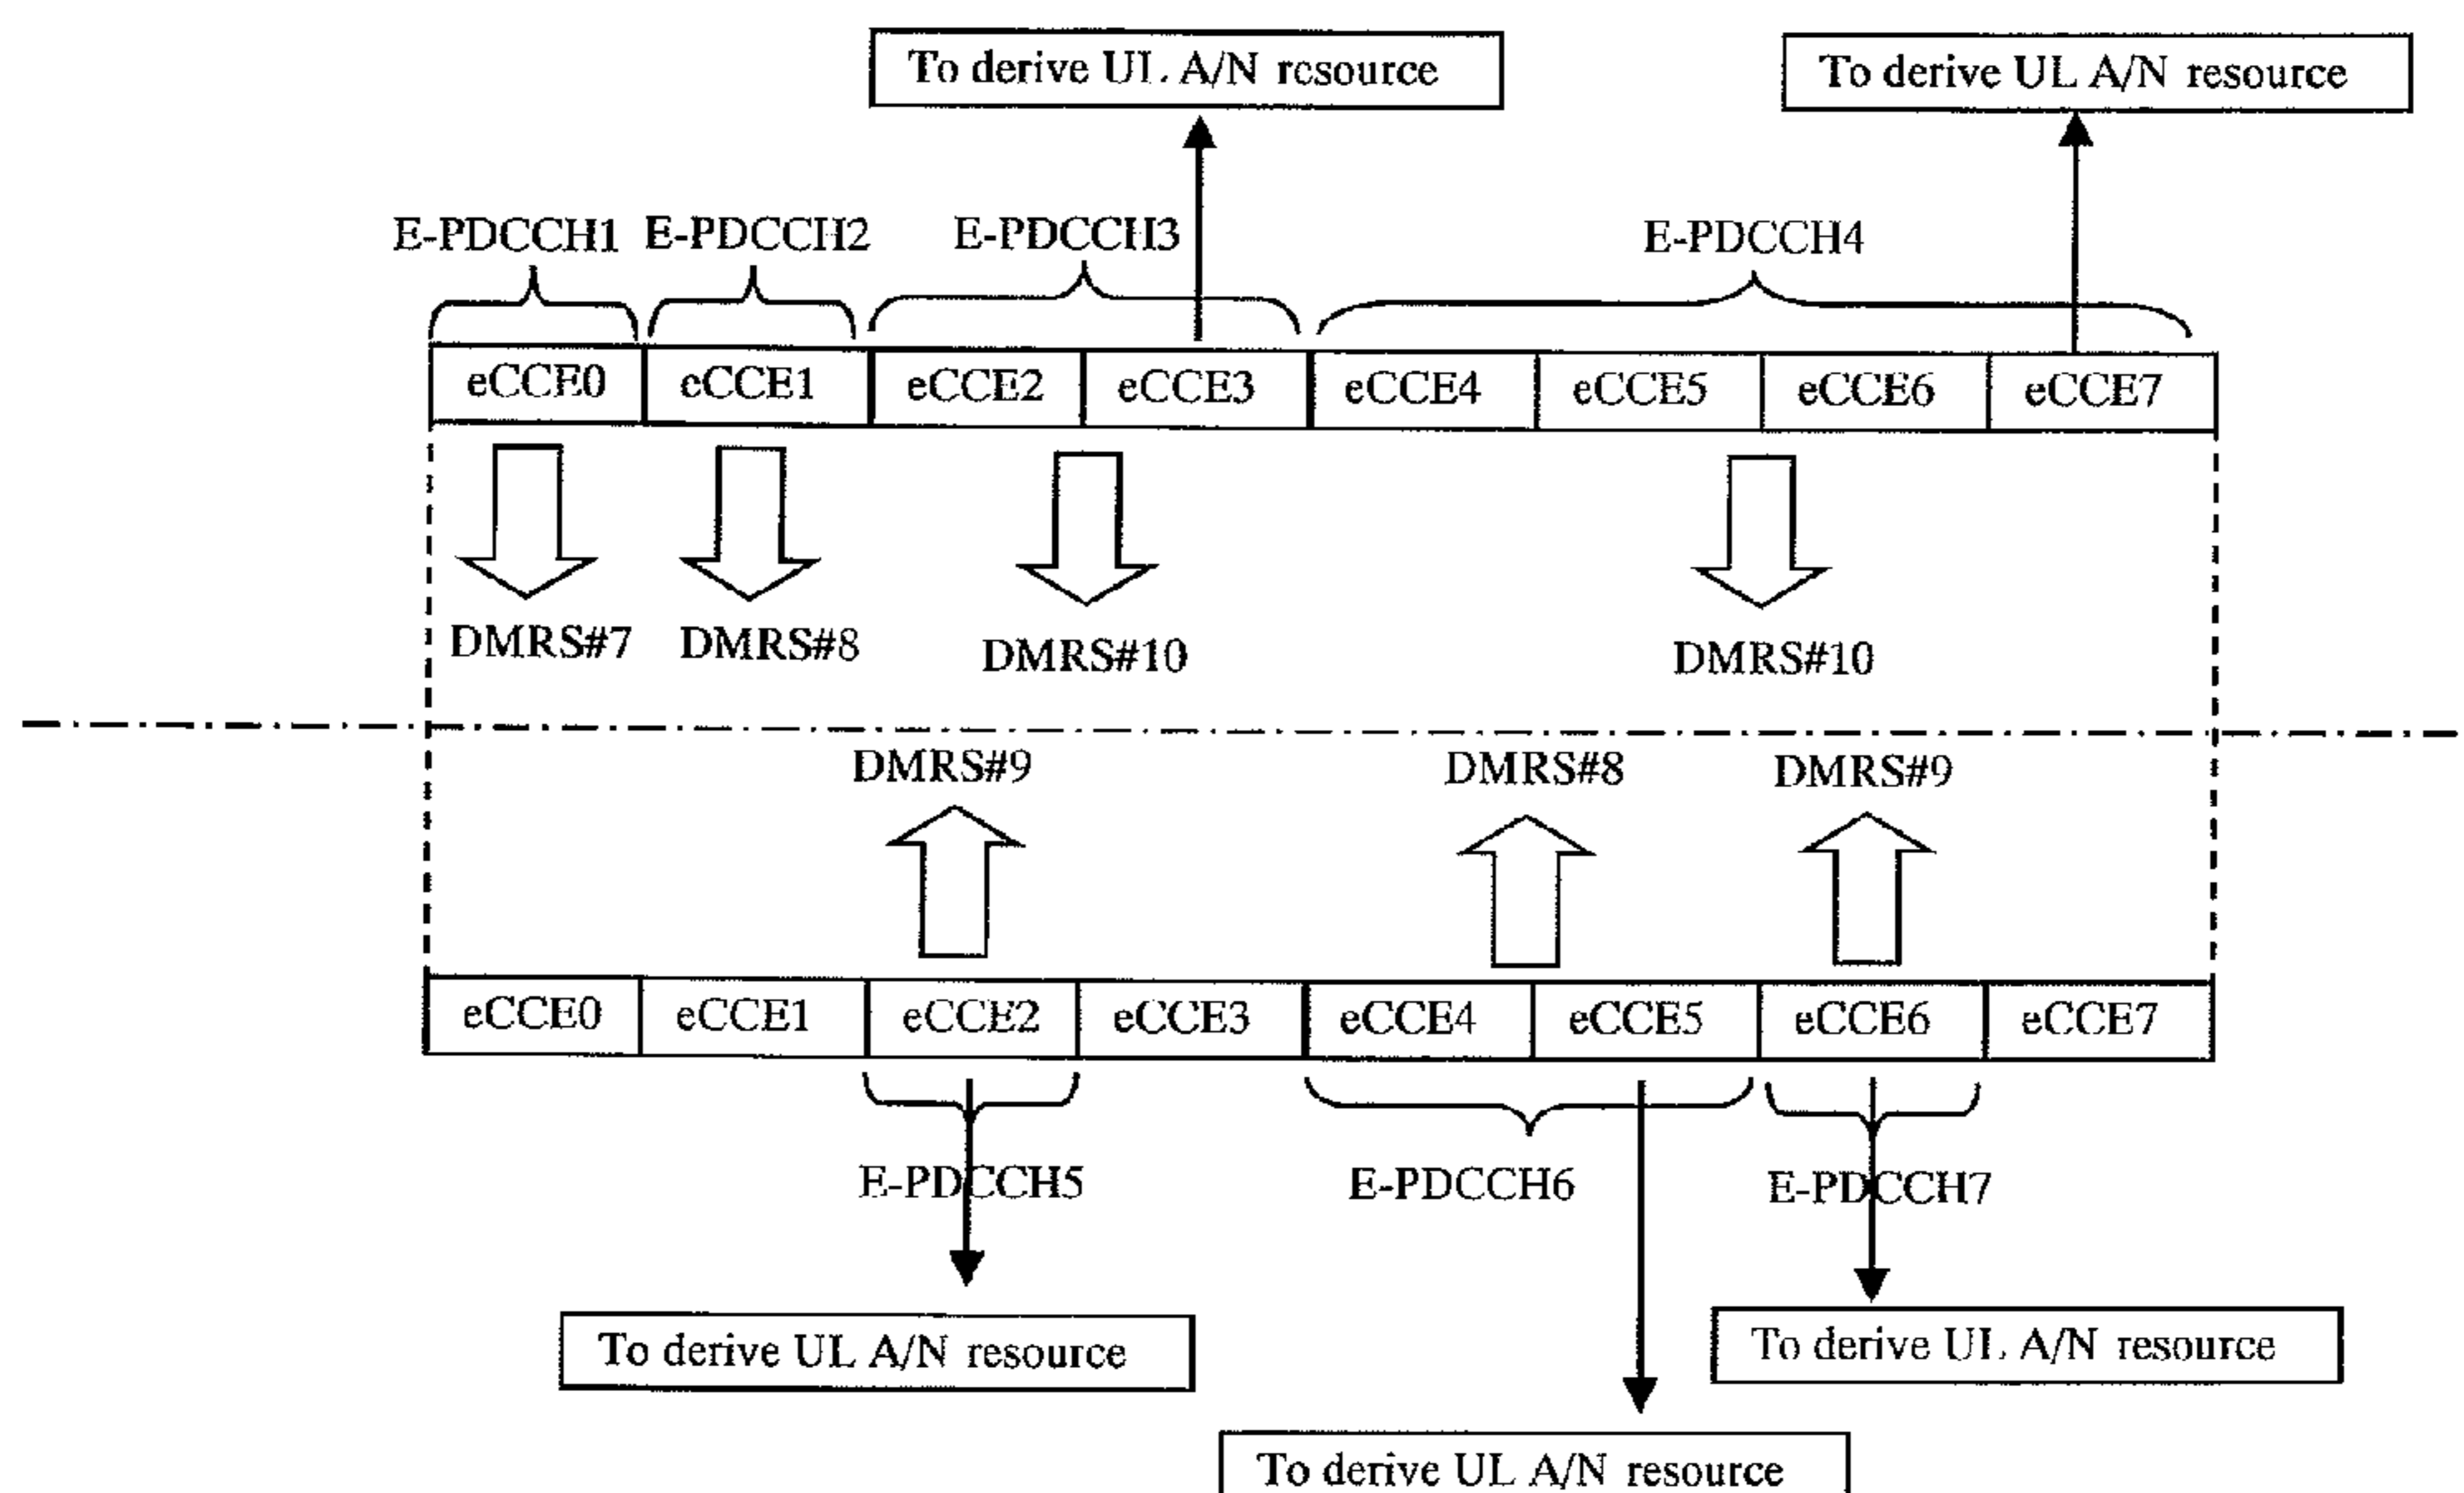 To derive UL A/N resource
To derive UL A/N resource
E-PDCCH1 E-PDCCH2 E-PDCCH3 E-PDCCH4
eCCE0 eCCE1 eCCE2 eCCE3 eCCE4 eCCE5 eCCE6 eCCE7
DMRS#7 DMRS#8 DMRS#10 DMRS#10
DMRS#9 DMRS#8 DMRS#9
eCCE0 eCCE1 eCCE2 eCCE3 eCCE4 eCCE5 eCCE6 eCCE7
E-PDCCH5 E-PDCCH6 E-PDCCH7
To derive UL A/N resource
To derive UL A/N resource
To derive UL A/N resource